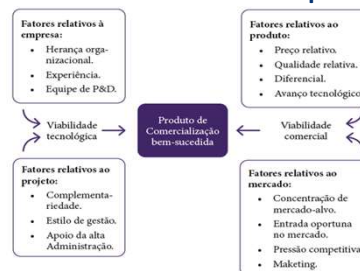 Fatores relativos à
empresa:
• Herança orga-
nizacional.
• Experiência.
• Equipe de P&D.
Viabilidade
tecnológica
Fatores relativos ao
projeto:
• Complementa-
riedade.
• Estilo de gestão.
• Apoio da alta
Administração.
Produto de
Comercialização
bem-sucedida
Fatores relativos ao
produto:
• Preço relativo.
• Qualidade relativa.
• Diferencial.
• Avanço tecnológico
Viabilidade
comercial
Fatores relativos ao
mercado:
• Concentração de
mercado-alvo.
• Entrada oportuna
no mercado.
• Pressão competitiva
• Maketing.